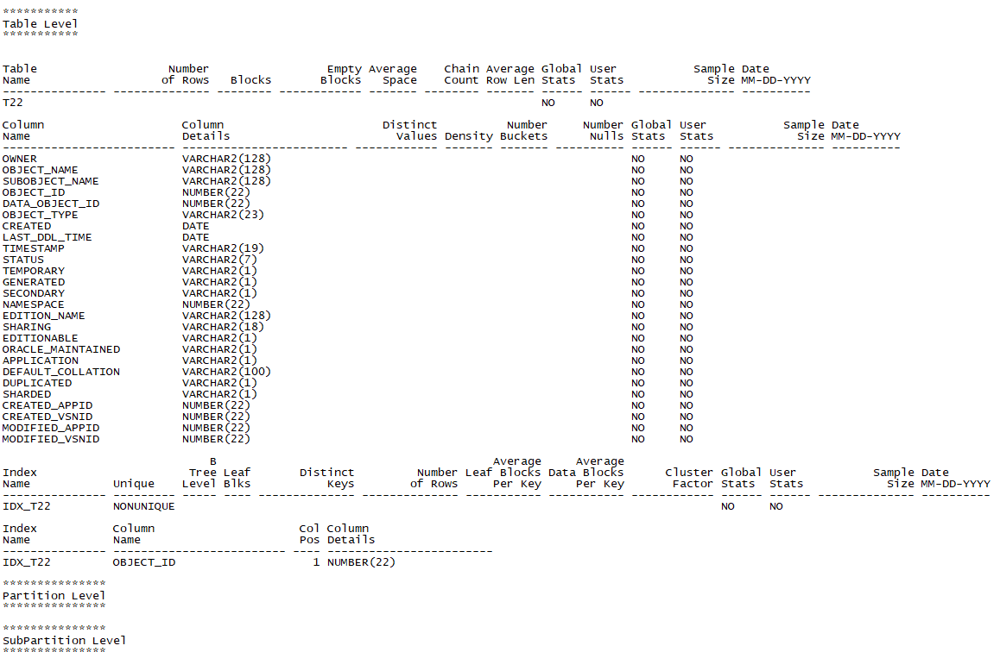 ***********
Table Level
***********
Table                   Number                 Empty Average    Chain Average Global User           Sample Date
Name                   of Rows   Blocks       Blocks   Space    Count Row Len Stats  Stats            Size MM-DD-YYYY
--------------- -------------- -------- ------------ ------- -------- ------- ------ ------ -------------- ----------
T22                                                                           NO     NO
Column                    Column                       Distinct          Number     Number Global User           Sample Date
Name                      Details                        Values Density Buckets      Nulls Stats  Stats            Size MM-DD-YYYY
------------------------- ------------------------ ------------ ------- ------- ---------- ------ ------ -------------- ----------
OWNER                     VARCHAR2(128)                                                    NO     NO
OBJECT_NAME               VARCHAR2(128)                                                    NO     NO
SUBOBJECT_NAME            VARCHAR2(128)                                                    NO     NO
OBJECT_ID                 NUMBER(22)                                                       NO     NO
DATA_OBJECT_ID            NUMBER(22)                                                       NO     NO
OBJECT_TYPE               VARCHAR2(23)                                                     NO     NO
CREATED                   DATE                                                             NO     NO
LAST_DDL_TIME             DATE                                                             NO     NO
TIMESTAMP                 VARCHAR2(19)                                                     NO     NO
STATUS                    VARCHAR2(7)                                                      NO     NO
TEMPORARY                 VARCHAR2(1)                                                      NO     NO
GENERATED                 VARCHAR2(1)                                                      NO     NO
SECONDARY                 VARCHAR2(1)                                                      NO     NO
NAMESPACE                 NUMBER(22)                                                       NO     NO
EDITION_NAME              VARCHAR2(128)                                                    NO     NO
SHARING                   VARCHAR2(18)                                                     NO     NO
EDITIONABLE               VARCHAR2(1)                                                      NO     NO
ORACLE_MAINTAINED         VARCHAR2(1)                                                      NO     NO
APPLICATION               VARCHAR2(1)                                                      NO     NO
DEFAULT_COLLATION         VARCHAR2(100)                                                    NO     NO
DUPLICATED                VARCHAR2(1)                                                      NO     NO
SHARDED                   VARCHAR2(1)                                                      NO     NO
CREATED_APPID             NUMBER(22)                                                       NO     NO
CREATED_VSNID             NUMBER(22)                                                       NO     NO
MODIFIED_APPID            NUMBER(22)                                                       NO     NO
MODIFIED_VSNID            NUMBER(22)                                                       NO     NO
                              B                                        Average     Average
Index                      Tree Leaf       Distinct         Number Leaf Blocks Data Blocks      Cluster Global User          Sample Date
Name            Unique    Level Blks           Keys        of Rows     Per Key     Per Key       Factor Stats  Stats           Size MM-DD-YYYY
--------------- --------- ----- ---- -------------- -------------- ----------- ----------- ------------ ------ ------ -------------- ----------
IDX_T22         NONUNIQUE                                                                               NO     NO
Index           Column                     Col Column
Name            Name                       Pos Details
--------------- ------------------------- ---- ------------------------
IDX_T22         OBJECT_ID                    1 NUMBER(22)
***************
Partition Level
***************
***************
SubPartition Level
***************